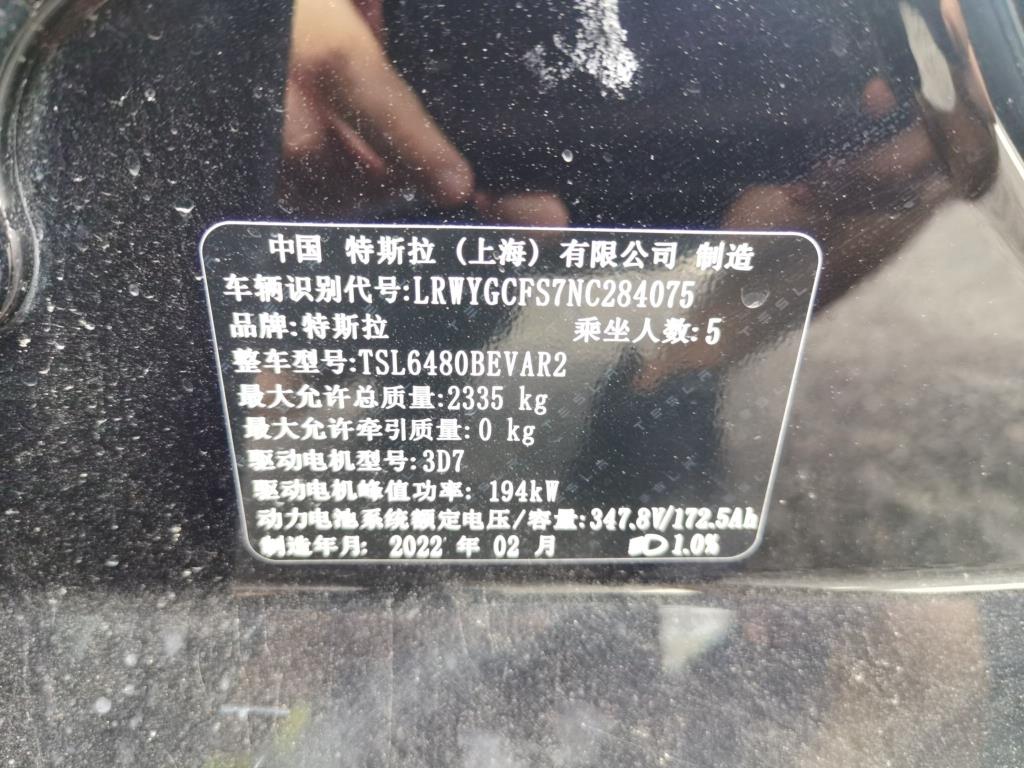 中国 特斯拉 (上海) 有限公司 制造
车辆识别代号:LRWYGCFS7NC284075
品牌:特斯拉 乘坐人数:5
整车型号:TSL6480BEVAR2
最大允许总质量:2335 kg
最大允许牵引质量:0 kg
驱动电机型号:3D7
驱动电机峰值功率: 194kW
动力电池系统额定电压/容量:347.8V/172.5Ah
制造年月: 2022 年 02 月 1.0%
TESLA